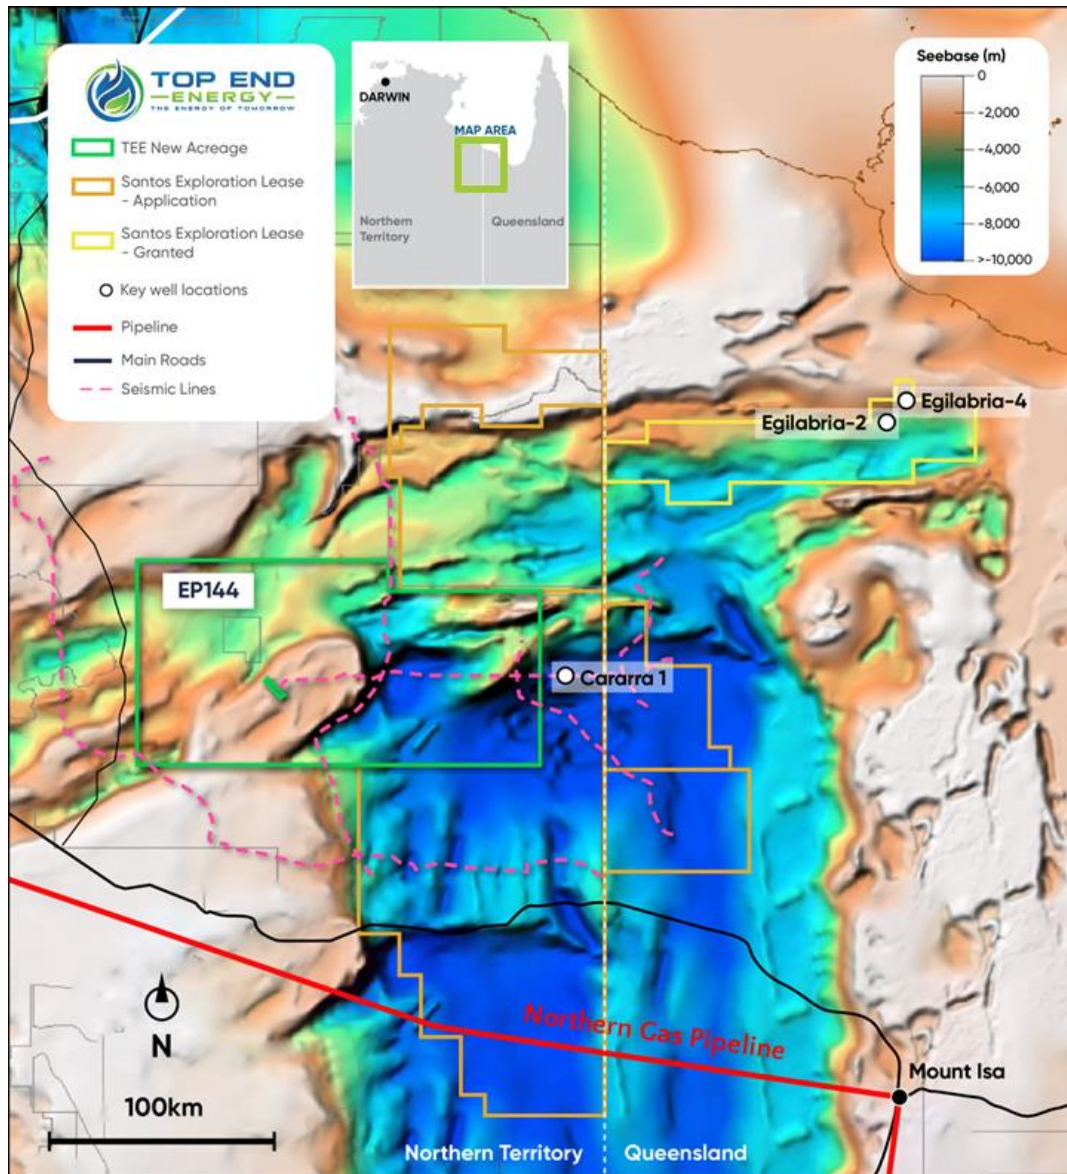 TOP END
ENERGY
THE ENERGY OF TOMORROW
TEE New Acreage
Santos Exploration Lease
- Application
Santos Exploration Lease
- Granted
Key well locations
Pipeline
Main Roads
Seismic Lines
DARWIN
MAP AREA
Northern
Territory
Queensland
Seebase (m)
0
-2,000
-4,000
-6,000
-8,000
>-10,000
Egilabria-4
Egilabria-2
EP144
Cararra 1
Northern Gas Pipeline
Mount Isa
N
100km
Northern Territory
Queensland